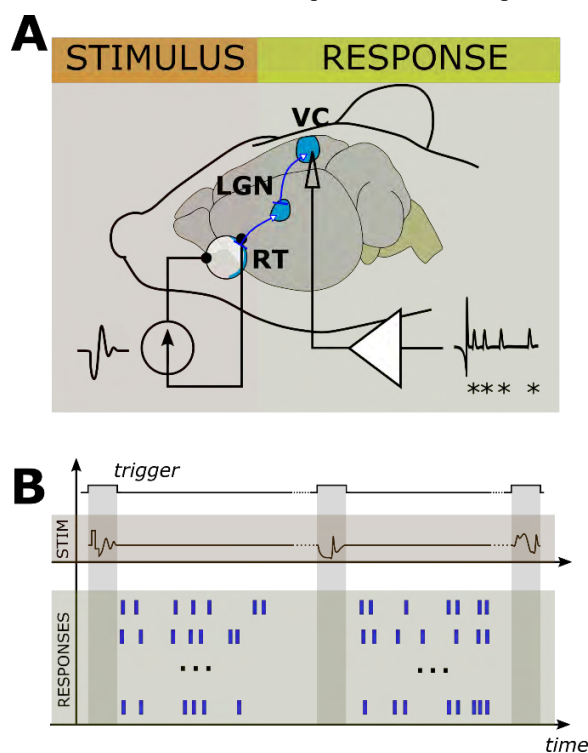 A
STIMULUS RESPONSE
VC
LGN
RT
*** *
B
trigger
STIM
RESPONSES
...
...
time